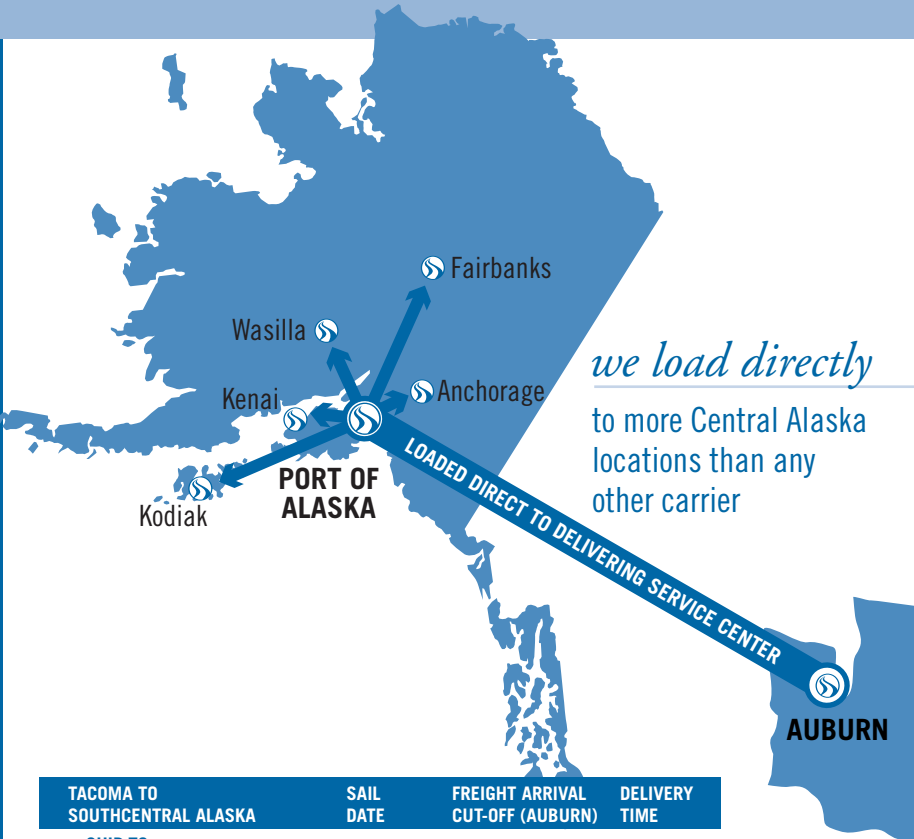 Fairbanks
Wasilla
we load directly
Kenai
Anchorage
to more Central Alaska
locations than any
other carrier
LOADED DIRECT TO DELIVERING SERVICE CENTER
PORT OF
ALASKA
Kodiak
AUBURN
TACOMA TO SAIL FREIGHT ARRIVAL DELIVERY
SOUTHCENTRAL ALASKA DATE CUT-OFF (AUBURN) TIME
SHIP TO